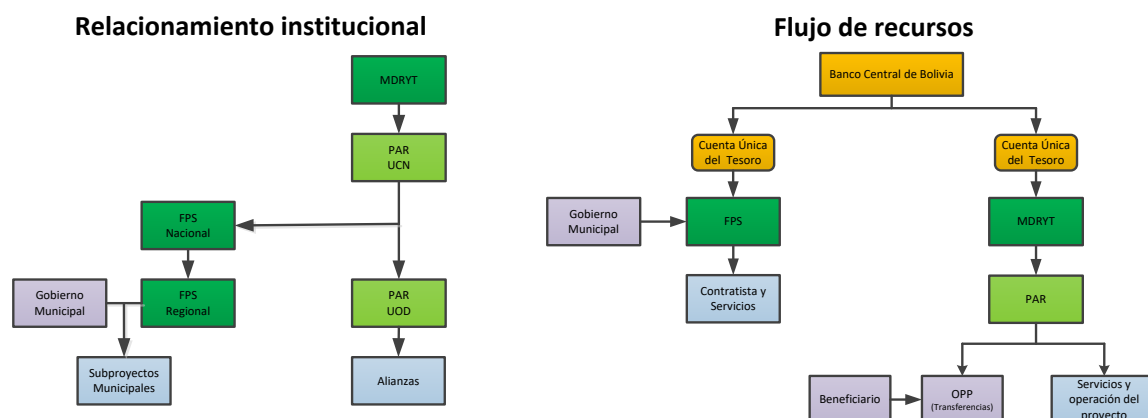 Relacionamiento institucional
MDRYT
PAR
UCN
FPS
Nacional
Gobierno
Municipal
FPS
Regional
PAR
UOD
Subproyectos
Municipales
Alianzas
Flujo de recursos
Banco Central de Bolivia
Cuenta Única
del Tesoro
Cuenta Única
del Tesoro
Gobierno
Municipal
FPS
MDRYT
Contratista y
Servicios
PAR
Beneficiario
OPP
(Transferencias)
Servicios y
operación del
proyecto